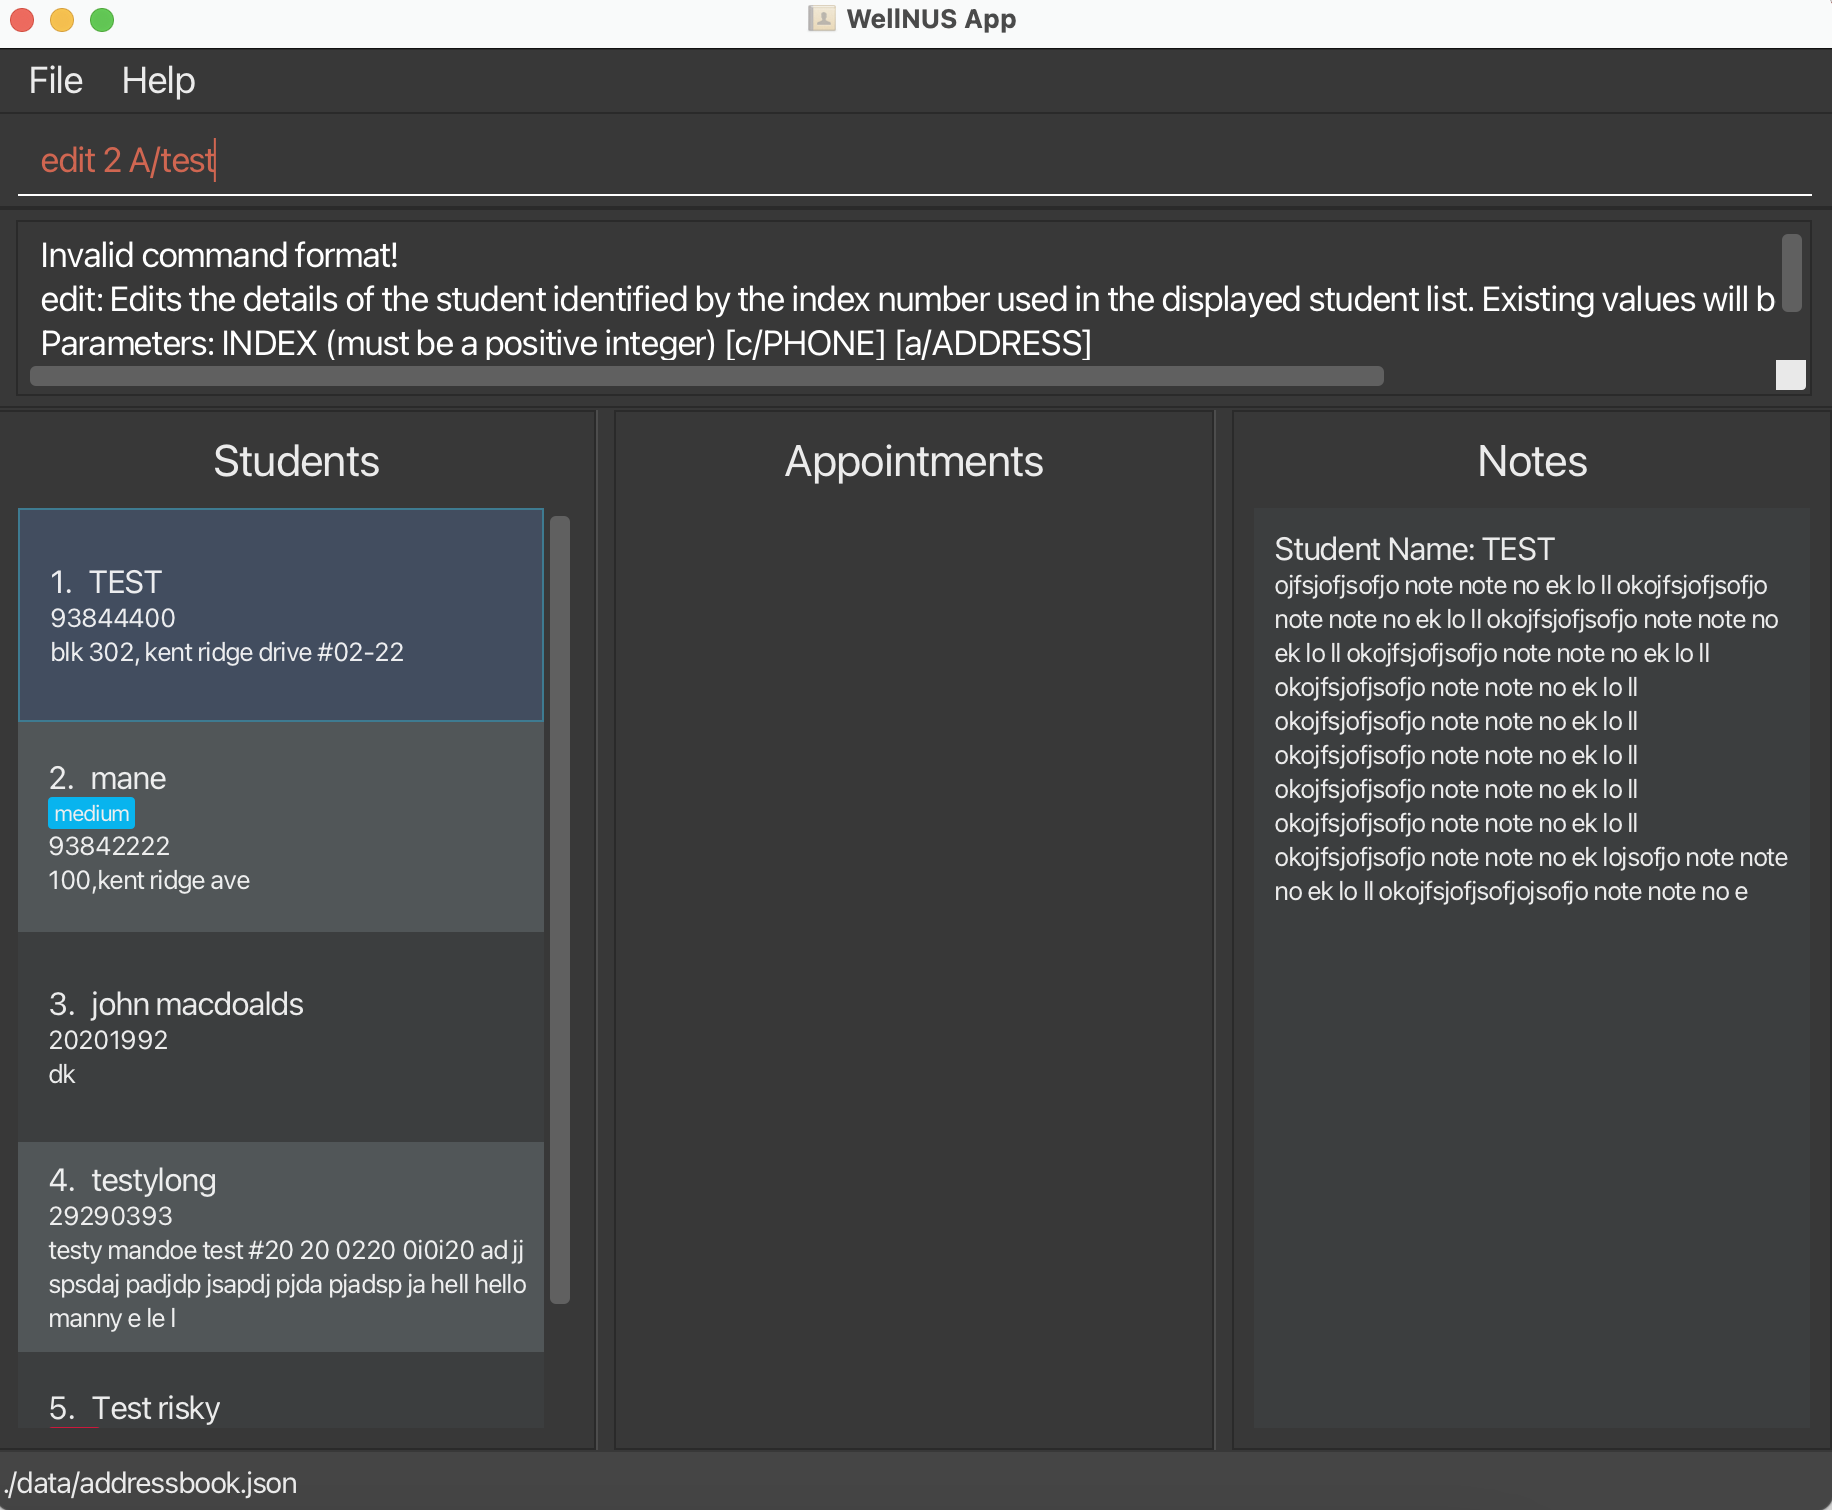 WellNUS App
File Help
edit 2 A/test
Invalid command format!
edit: Edits the details of the student identified by the index number used in the displayed student list. Existing values will b
Parameters: INDEX (must be a positive integer) [c/PHONE] [a/ADDRESS]
Students
1. TEST
93844400
blk 302, kent ridge drive #02-22
2. mane
medium
93842222
100,kent ridge ave
3. john macdoalds
20201992
dk
4. testylong
29290393
testy mandoe test #20 20 0220 0i0i20 ad jj
spsdaj padjdp jsapdj pjda pjadsp ja hell hello
manny e le l
5. Test risky
Appointments
Notes
Student Name: TEST
ojfsjofjsofjo note note no ek lo ll okojfsjofjsofjo
note note no ek lo ll okojfsjofjsofjo note note no
ek lo ll okojfsjofjsofjo note note no ek lo ll
okojfsjofjsofjo note note no ek lo ll
okojfsjofjsofjo note note no ek lo ll
okojfsjofjsofjo note note no ek lo ll
okojfsjofjsofjo note note no ek lo ll
okojfsjofjsofjo note note no ek lo ll
okojfsjofjsofjo note note no ek lojsofjo note note
no ek lo ll okojfsjofjsofjojsofjo note note no e
./data/addressbook.json